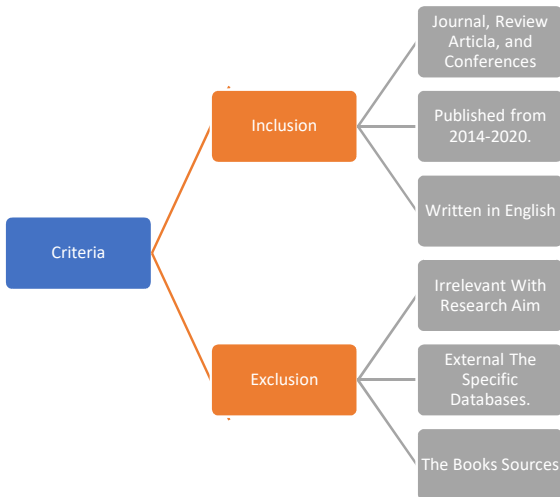 Journal, Review
Articla, and
Conferences
Inclusion
Published from
2014-2020.
Written in English
Criteria
Irrelevant With
Research Aim
Exclusion
External The
Specific
Databases.
The Books Sources